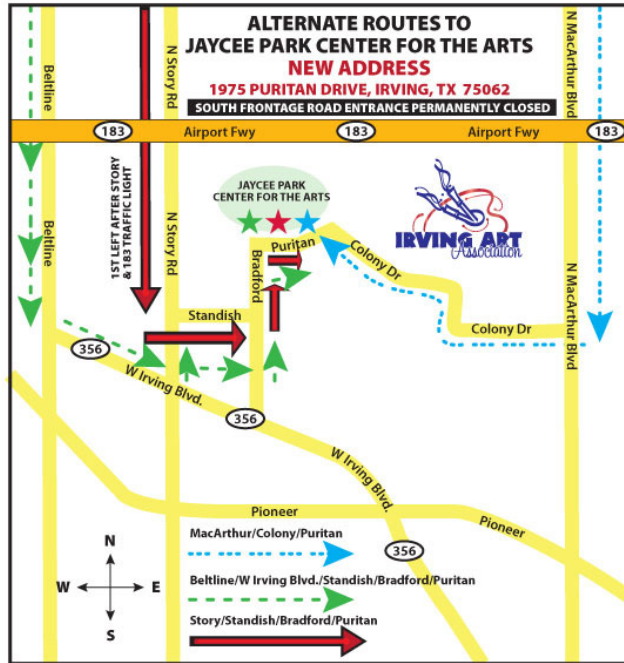 ALTERNATE ROUTES TO
JAYCEE PARK CENTER FOR THE ARTS
NEW ADDRESS
1975 PURITAN DRIVE, IRVING, TX 75062
SOUTH FRONTAGE ROAD ENTRANCE PERMANENTLY CLOSED
Beltline
N Story Rd
N MacArthur Blvd
183
Airport Fwy
183
Airport Fwy
183
1ST LEFT AFTER STORY
& 183 TRAFFIC LIGHT
Beltline
N Story Rd
JAYCEE PARK
CENTER FOR THE ARTS
IRVING ART
Association
Puritan
Bradford
Colony Dr
N MacArthur Blvd
Standish
Colony Dr
356
W Irving Blvd.
356
W Irving Blvd.
Pioneer
Pioneer
356
N
W
E
S
MacArthur/Colony/Puritan
Beltline/W Irving Blvd./Standish/Bradford/Puritan
Story/Standish/Bradford/Puritan